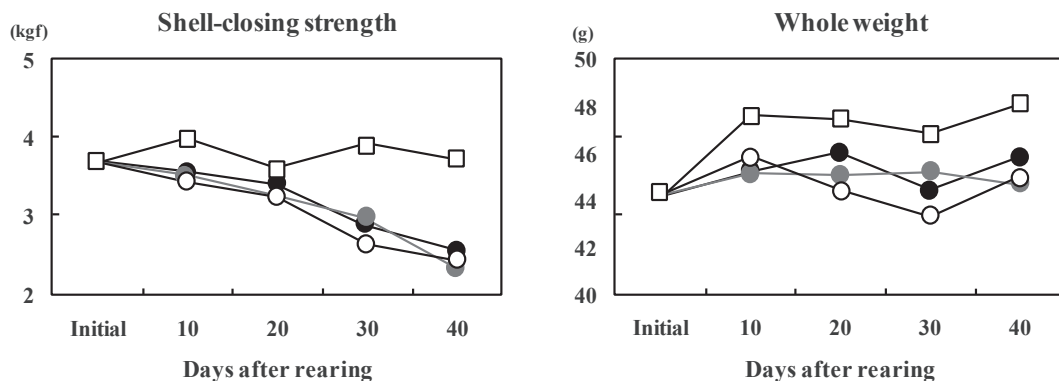 Shell-closing strength
(kgf)
5
4
3
2
Initial 10 20 30 40
Days after rearing
Whole weight
(g)
50
48
46
44
42
40
Initial 10 20 30 40
Days after rearing